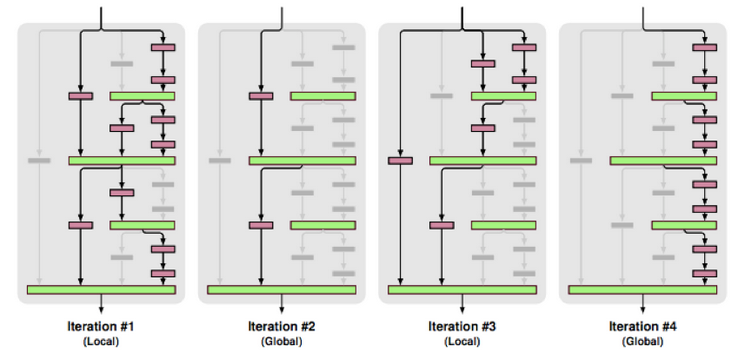 Iteration #1
(Local)
Iteration #2
(Global)
Iteration #3
(Local)
Iteration #4
(Global)